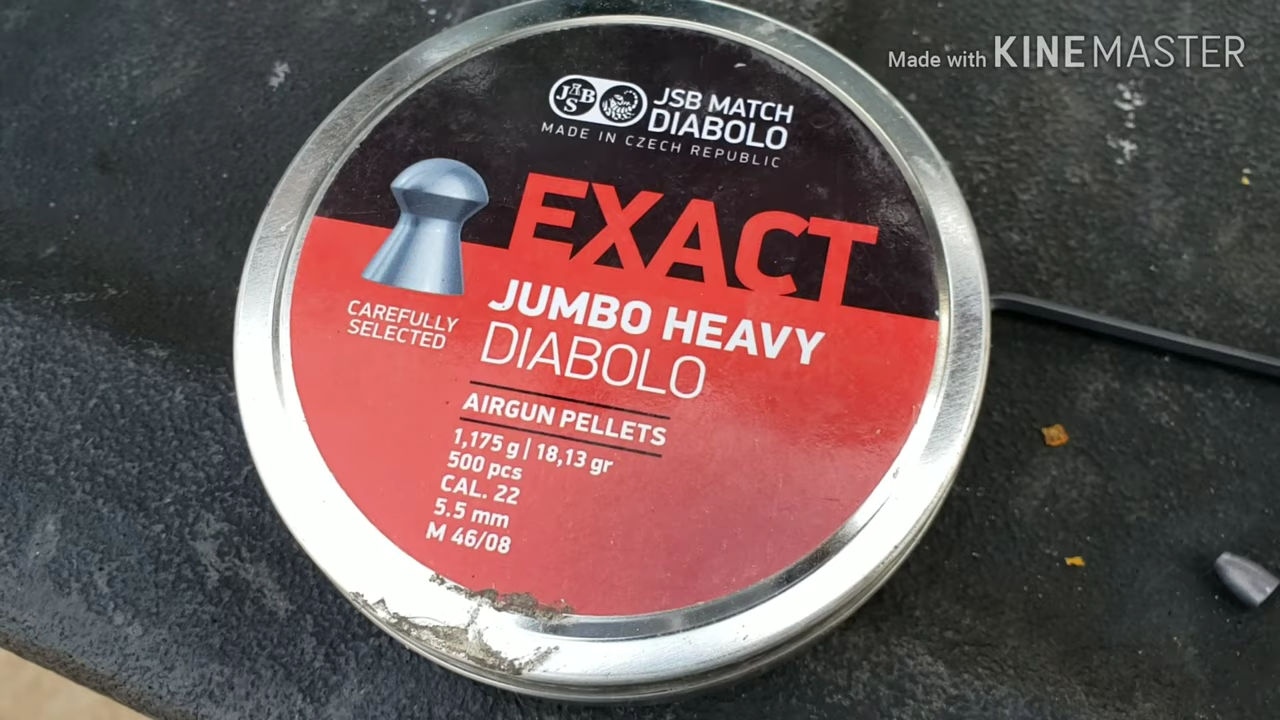 Made with KINEMASTER
JSB
JSB MATCH
DIABOLO
MADE IN CZECH REPUBLIC
EXACT
JUMBO HEAVY
DIABOLO
CAREFULLY
SELECTED
AIRGUN PELLETS
1,175 g | 18,13 gr
500 pcs
CAL. 22
5.5 mm
M 46/08